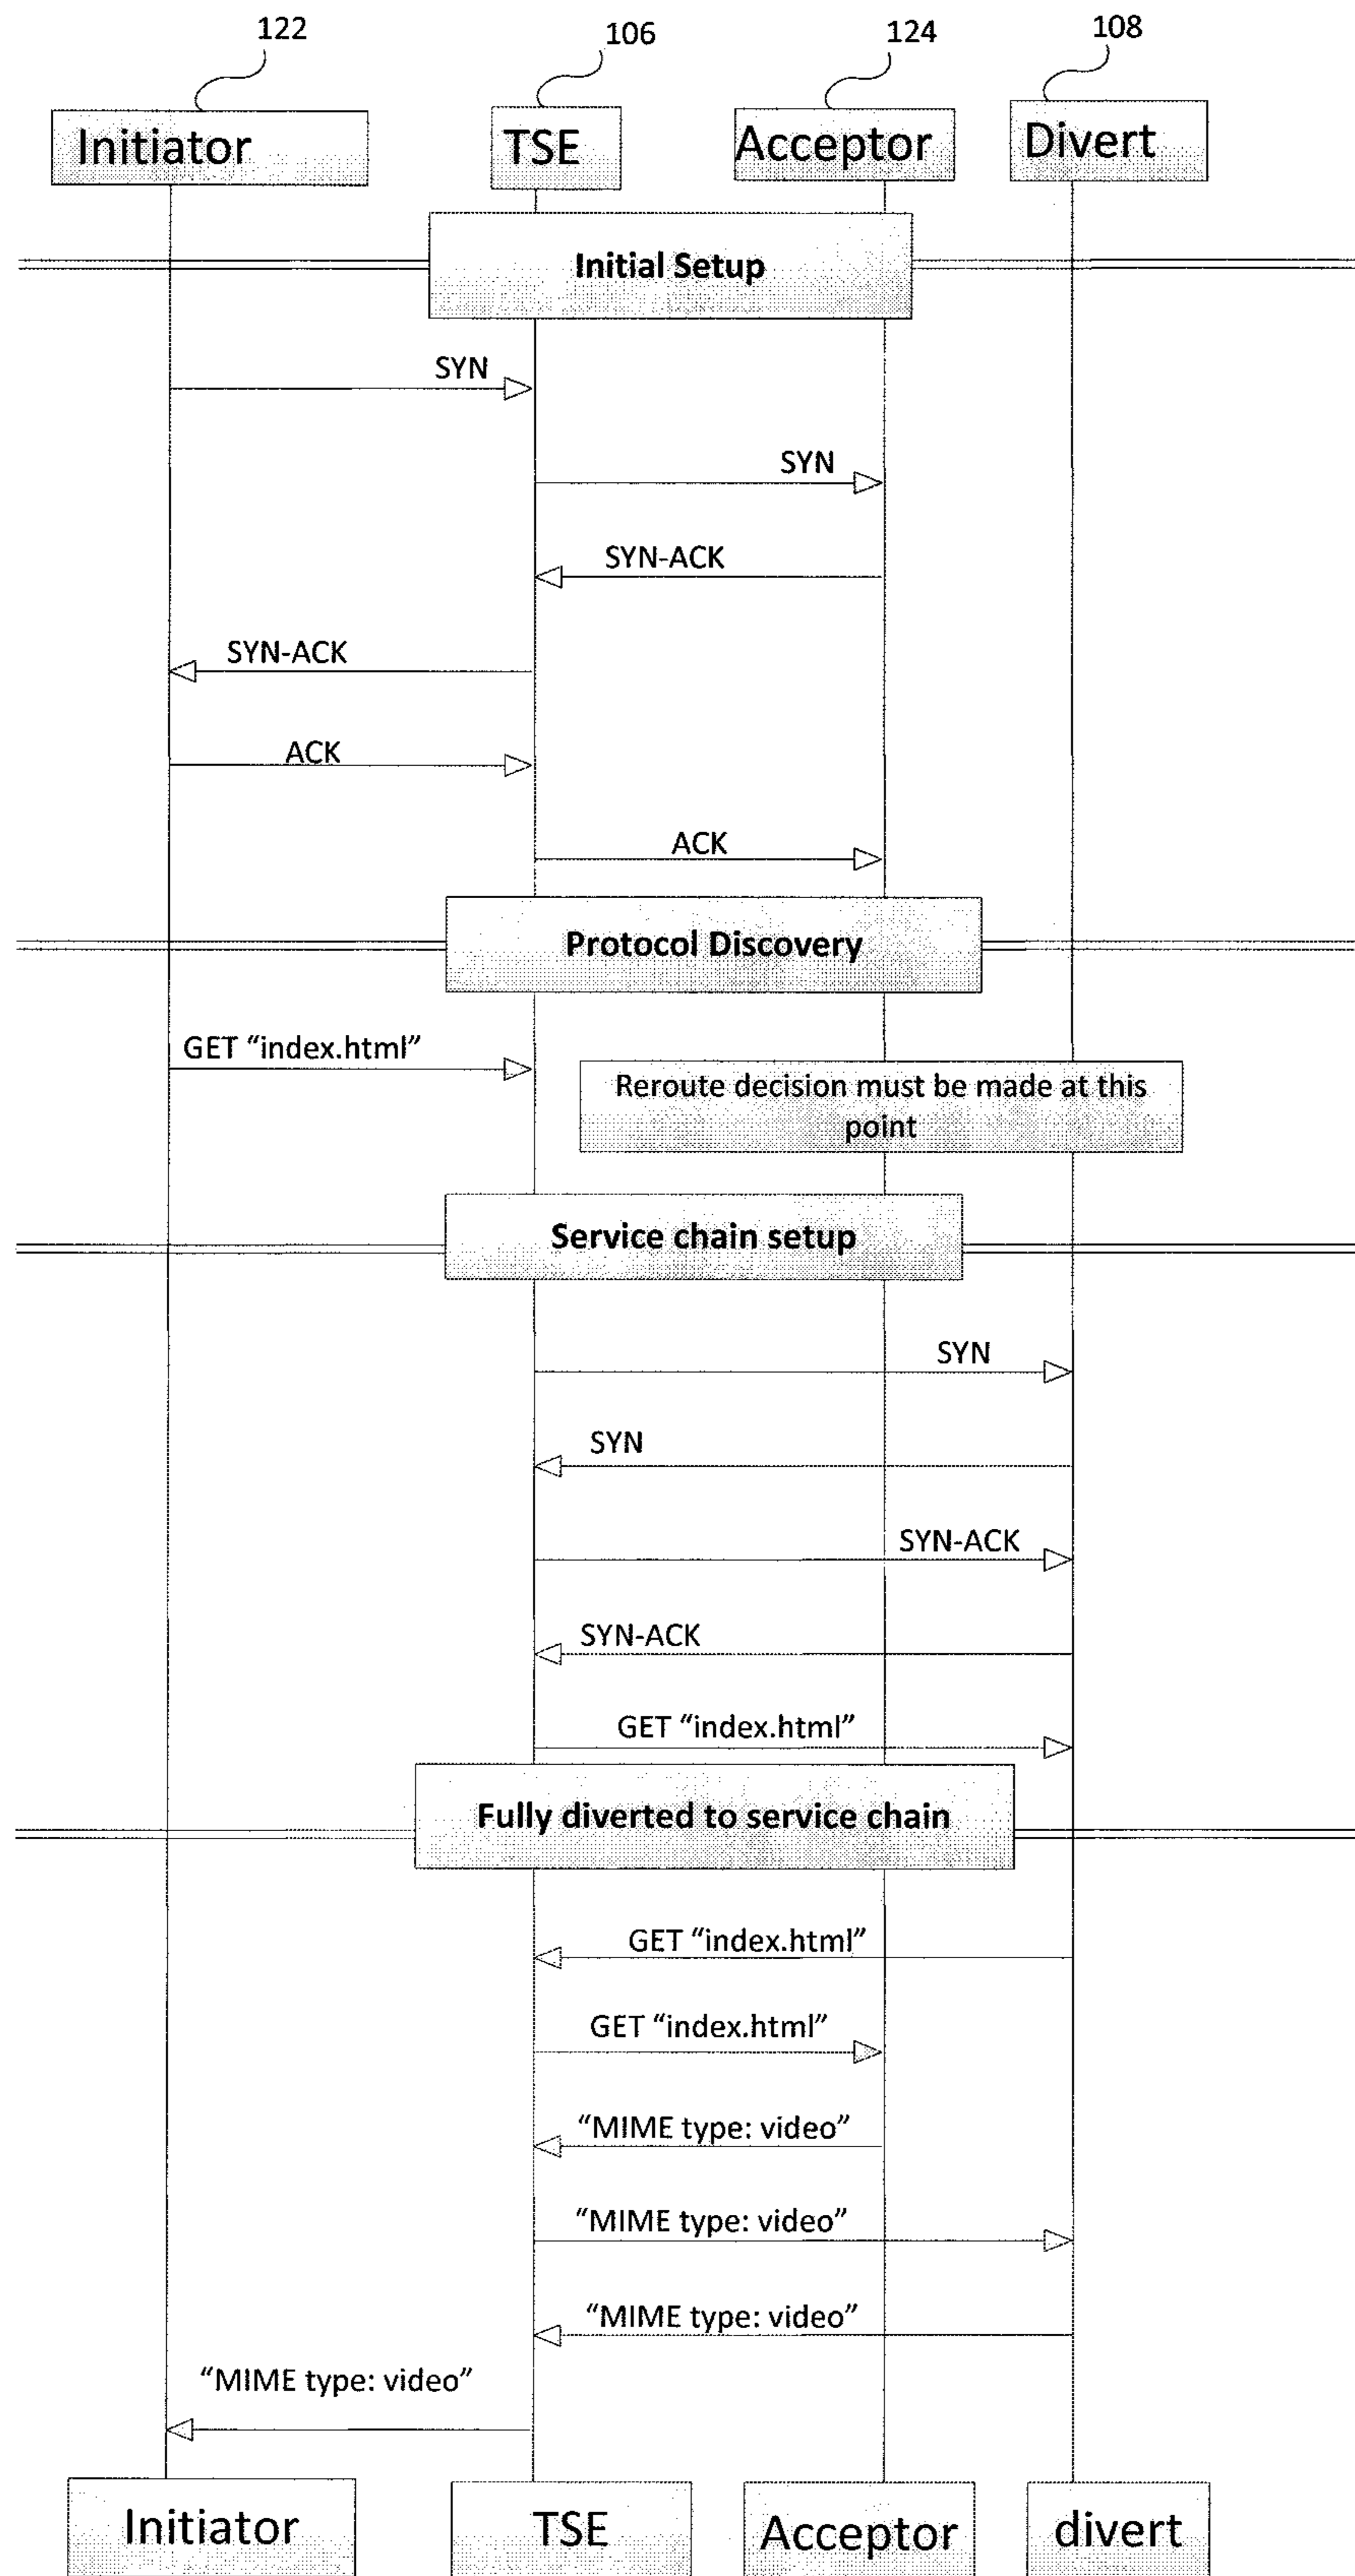 122
106
124
108
Initiator
TSE
Acceptor
Divert
Initial Setup
SYN
SYN
SYN-ACK
SYN-ACK
ACK
ACK
Protocol Discovery
GET “index.html”
Reroute decision must be made at this
point
Service chain setup
SYN
SYN
SYN-ACK
SYN-ACK
GET “index.html”
Fully diverted to service chain
GET “index.html”
GET “index.html”
“MIME type: video”
“MIME type: video”
“MIME type: video”
“MIME type: video”
Initiator
TSE
Acceptor
divert